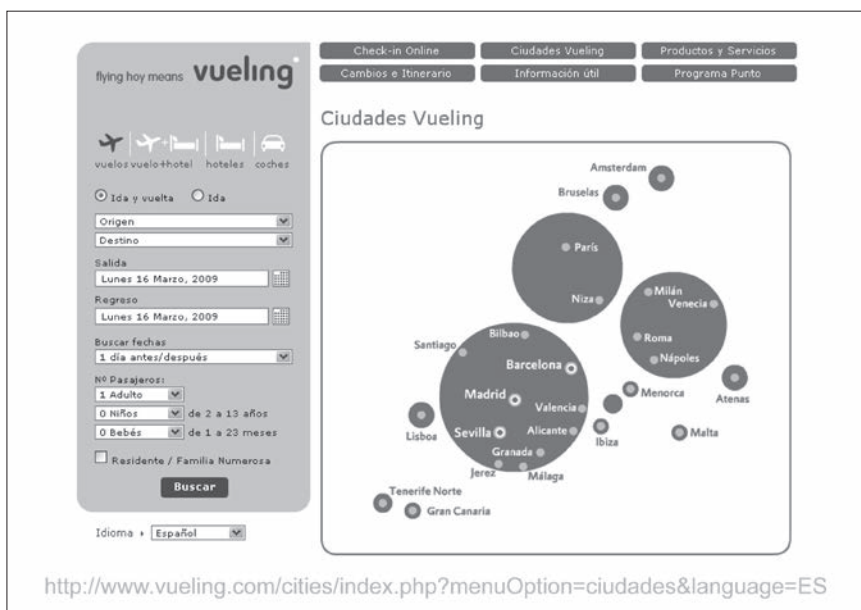 flying hoy means vueling
Check-in Online
Ciudades Vueling
Productos y Servicios
Cambios e Itinerario
Información útil
Programa Punto
vuelos vuelo+hotel hoteles coches
Ida y vuelta Ida
Origen
Destino
Salida
Lunes 16 Marzo, 2009
Regreso
Lunes 16 Marzo, 2009
Buscar fechas
1 día antes/después
Nº Pasajeros:
1 Adulto
0 Niños de 2 a 13 años
0 Bebés de 1 a 23 meses
Residente / Familia Numerosa
Buscar
Idioma Español
Ciudades Vueling
Amsterdam
Bruselas
París
Niza
Milán
Venecia
Roma
Nápoles
Bilbao
Santiago
Barcelona
Madrid
Valencia
Menorca
Atenas
Lisboa
Sevilla
Alicante
Ibiza
Malta
Granada
Jerez
Málaga
Tenerife Norte
Gran Canaria
http://www.vueling.com/cities/index.php?menuOption=ciudades&language=ES